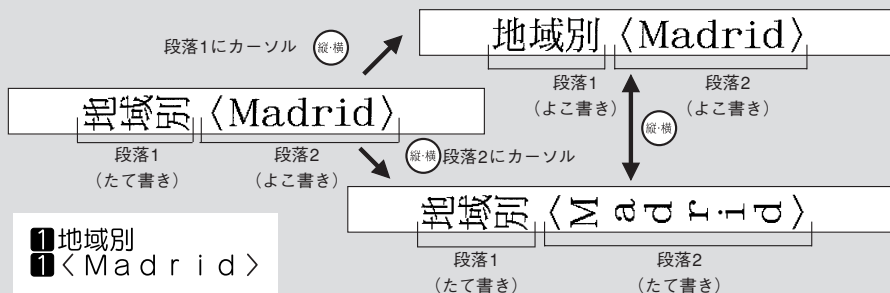 段落1にカーソル 縦・横
地域別〈Madrid〉
段落1 段落2
（よこ書き） （よこ書き）
地域別〈Madrid〉
段落1 段落2
（たて書き） （よこ書き）
縦・横
縦・横 段落2にカーソル
地域別〈Madrid〉
段落1 段落2
（たて書き） （たて書き）
1地域別
1〈Madrid〉